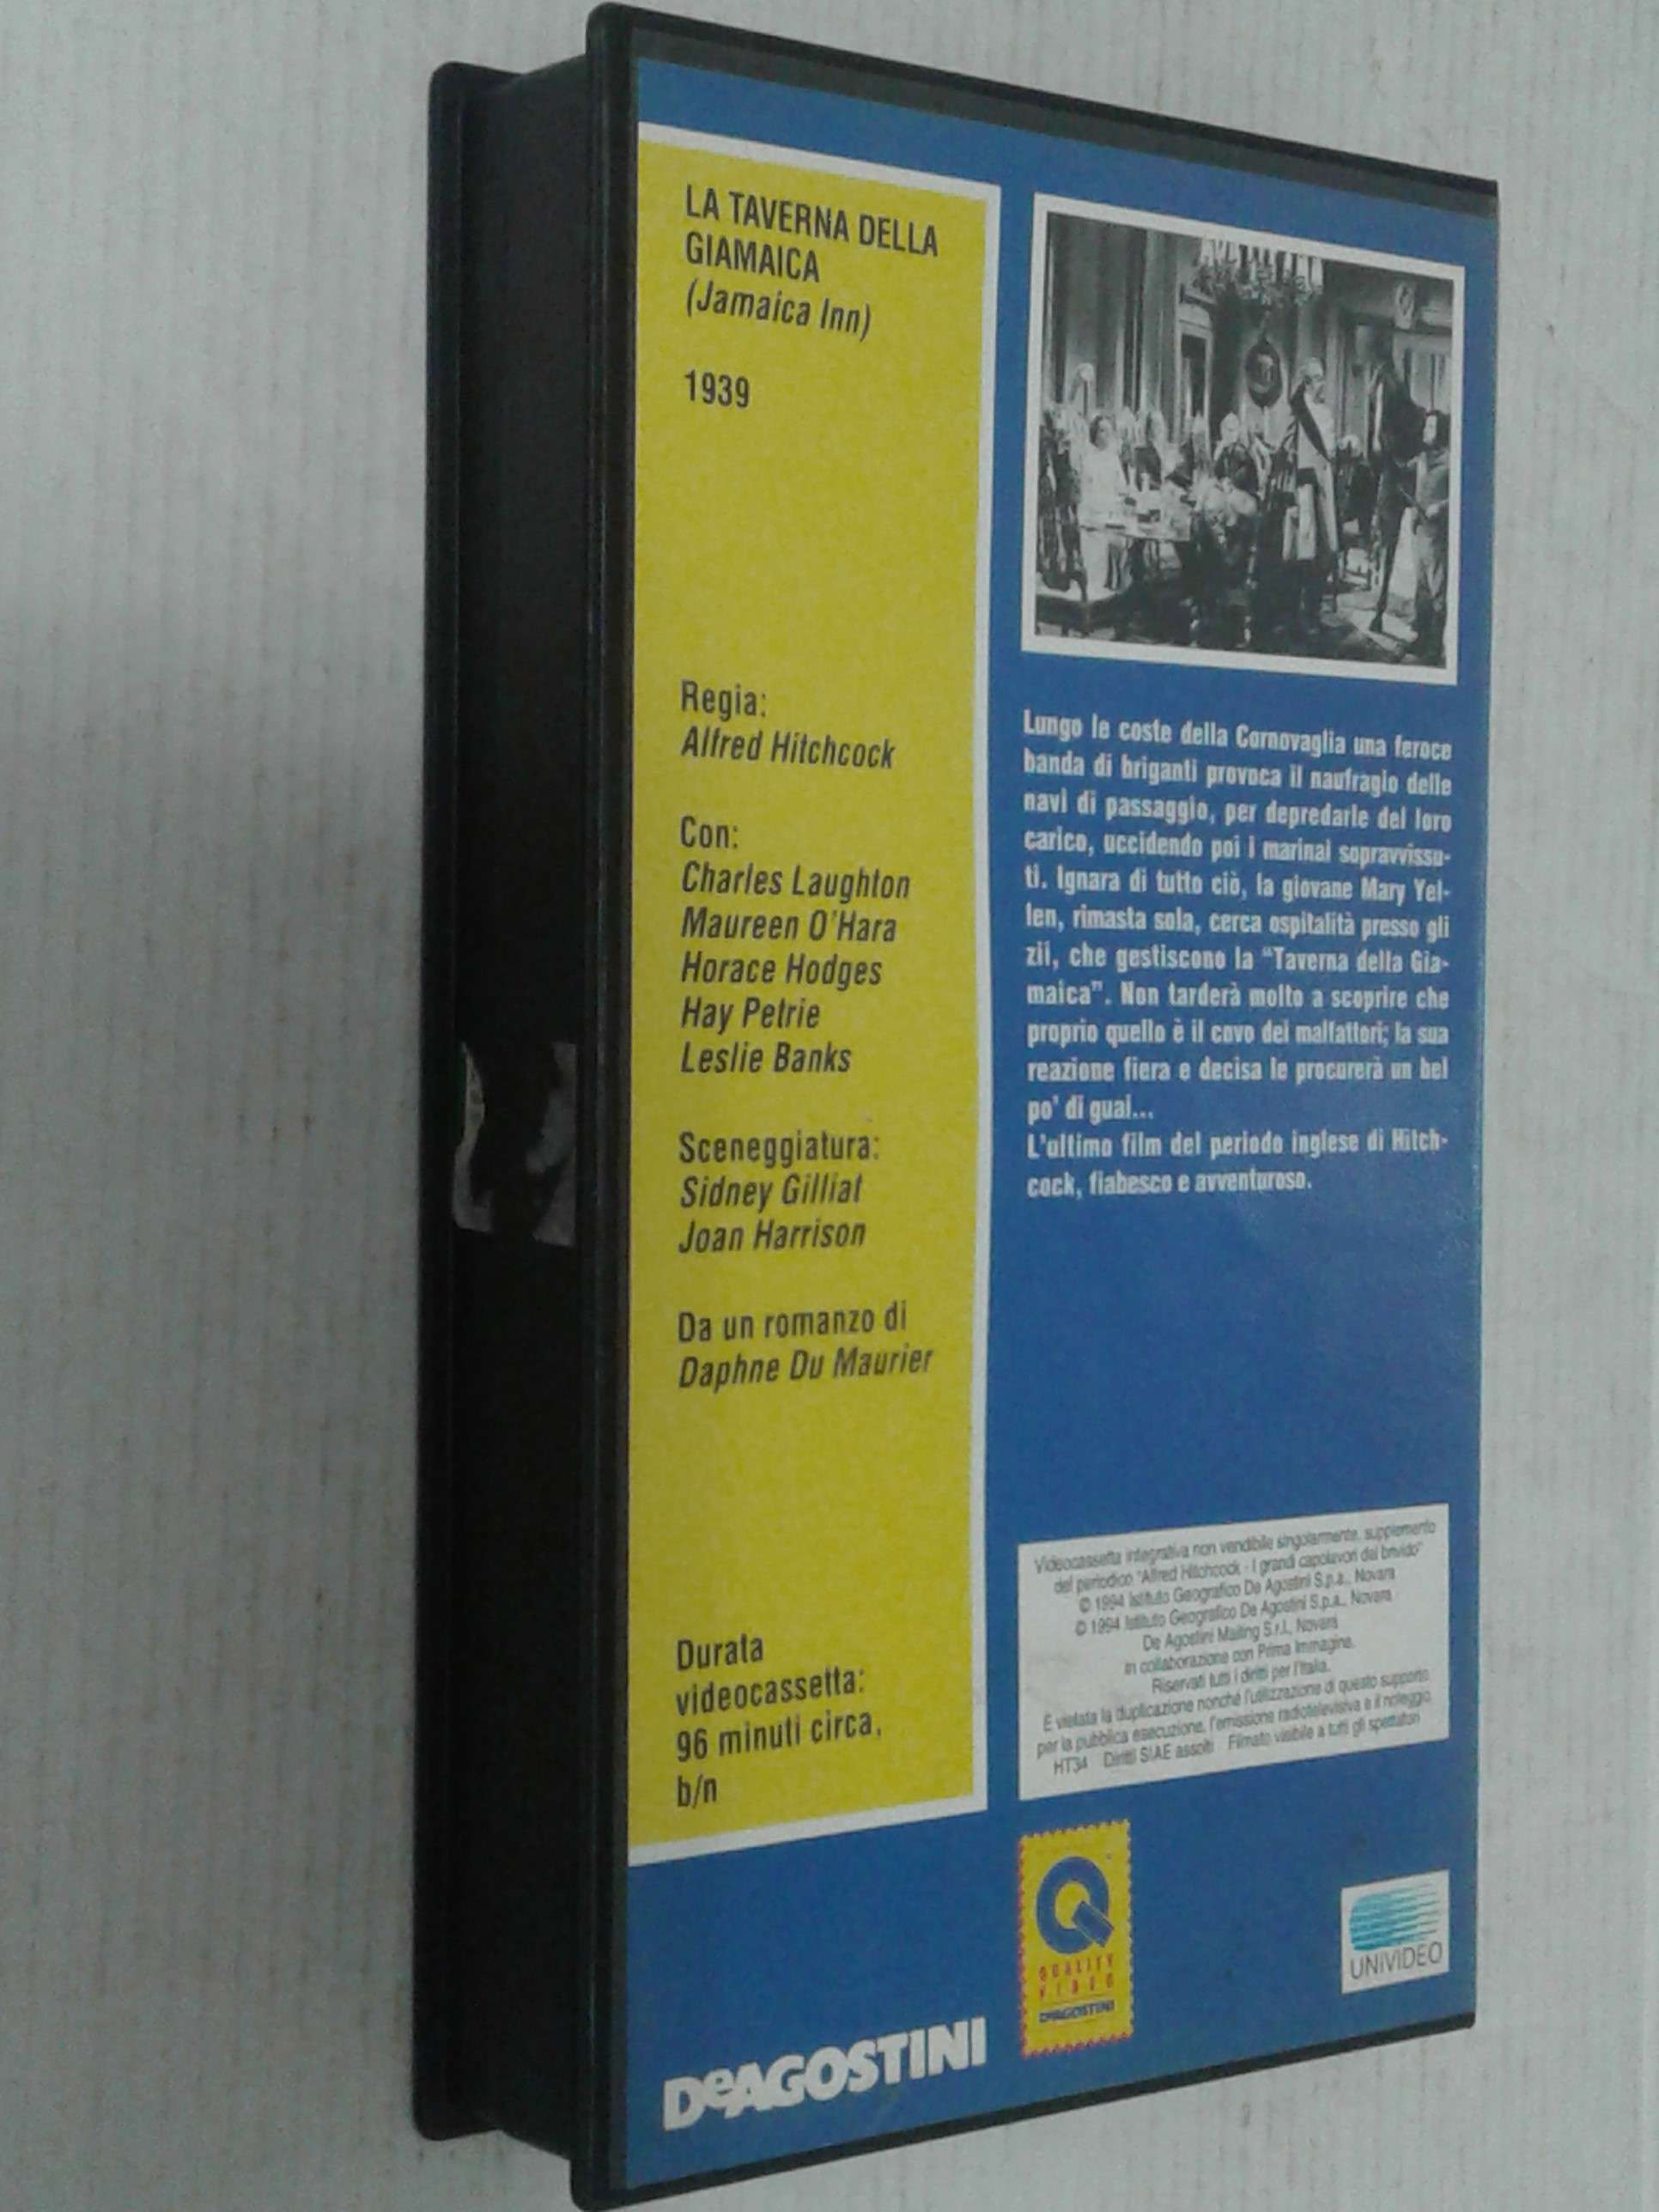 LA TAVERNA DELLA
GIAMAICA
(Jamaica Inn)
1939
Regia:
Alfred Hitchcock
Con:
Charles Laughton
Maureen O'Hara
Horace Hodges
Hay Petrie
Leslie Banks
Sceneggiatura:
Sidney Gilliat
Joan Harrison
Da un romanzo di
Daphne Du Maurier
Durata
videocassetta:
96 minuti circa,
b/n
DeAGOSTINI
Lungo le coste della Cornovaglia una feroce
banda di briganti provoca il naufragio delle
navi di passaggio, per depredarle del loro
carico, uccidendo poi i marinai sopravvissu-
ti. Ignara di tutto ciò, la giovane Mary Yel-
len, rimasta sola, cerca ospitalità presso gli
zii, che gestiscono la “Taverna della Gia-
maica”. Non tarderà molto a scoprire che
proprio quello è il covo dei malfattori; la sua
reazione fiera e decisa le procurerà un bel
po' di guai...
L'ultimo film del periodo inglese di Hitch-
cock, fiabesco e avventuroso.
Videocassetta integrativa non vendibile singolarmente, supplemento
del periodico "Alfred Hitchcock - I grandi capolavori del brivido"
© 1994 Istituto Geografico De Agostini S.p.a., Novara
© 1994 Istituto Geografico De Agostini S.p.a., Novara
De Agostini Mailing S.r.l., Novara
in collaborazione con Prima Immagine.
Riservati tutti i diritti per l'Italia.
È vietata la duplicazione nonché l'utilizzazione di questo supporto
per la pubblica esecuzione, l'emissione radiotelevisiva e il noleggio.
HT34 Diritti SIAE assolti Filmato visibile a tutti gli spettatori
QUALITY
VIDEO
DeAGOSTINI
UNIVIDEO